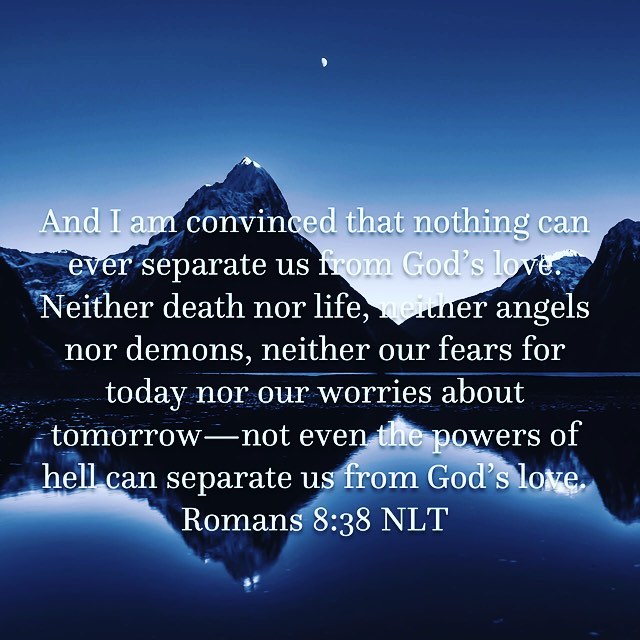 And I am convinced that nothing can
ever separate us from God’s love.
Neither death nor life, neither angels
nor demons, neither our fears for
today nor our worries about
tomorrow—not even the powers of
hell can separate us from God’s love.
Romans 8:38 NLT